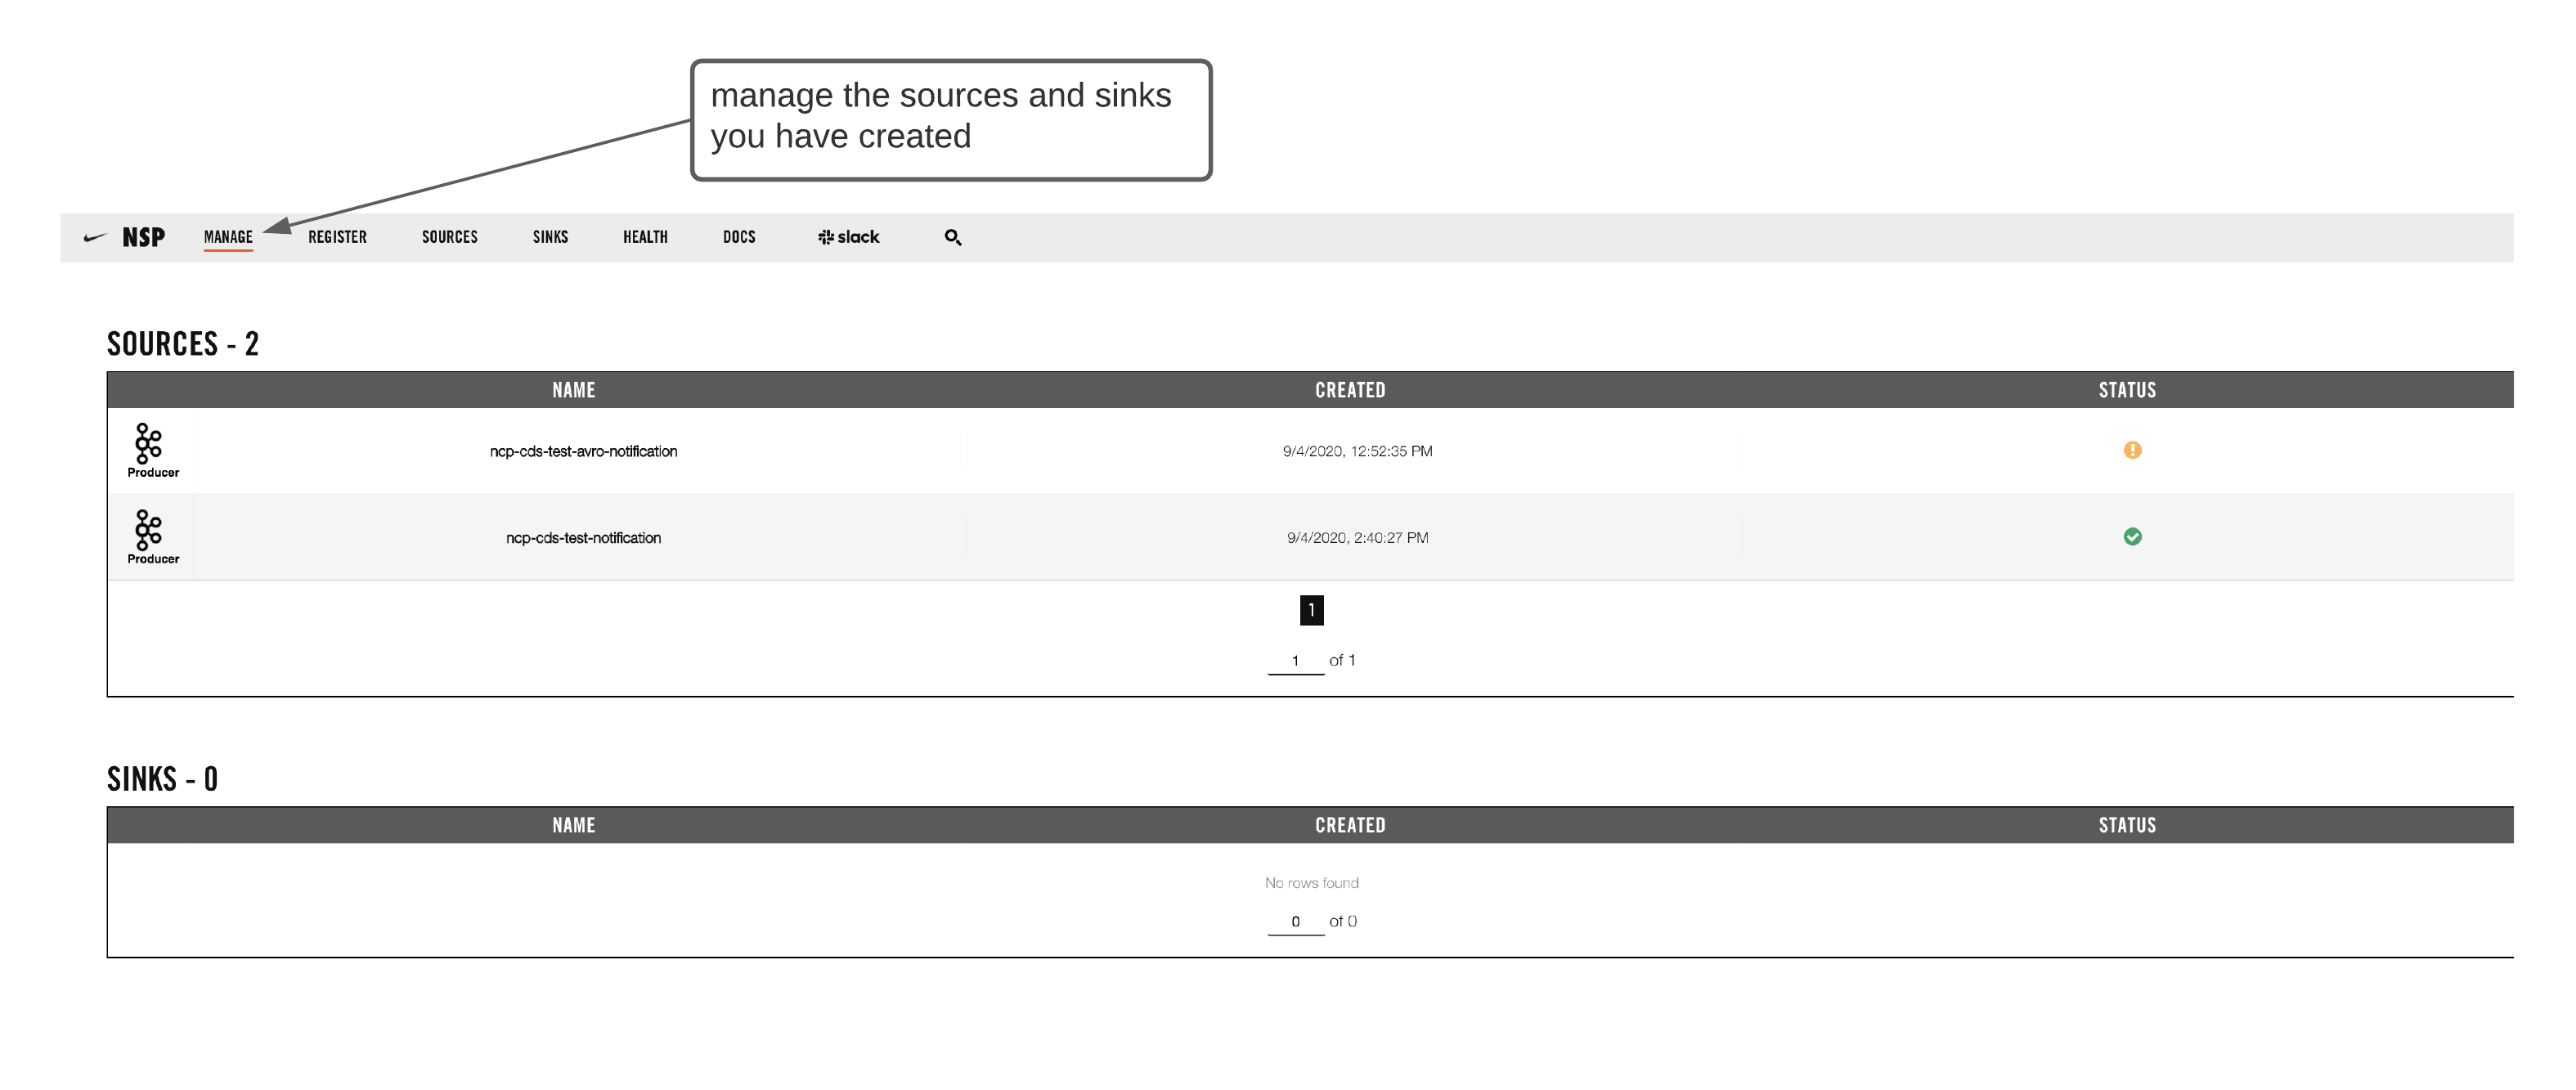 manage the sources and sinks
you have created
NSP MANAGE REGISTER SOURCES SINKS HEALTH DOCS slack
SOURCES - 2
NAME CREATED STATUS
Producer ncp-cds-test-avro-notification 9/4/2020, 12:52:35 PM
Producer ncp-cds-test-notification 9/4/2020, 2:40:27 PM
1
1 of 1
SINKS - 0
NAME CREATED STATUS
No rows found
0 of 0